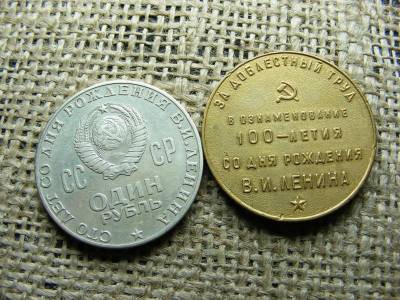 СТО ЛЕТ СО ДНЯ РОЖДЕНИЯ В.И.ЛЕНИНА
СС СР
ОДИН
РУБЛЬ
ЗА ДОБЛЕСТНЫЙ ТРУД
В ОЗНАМЕНОВАНИЕ
100-ЛЕТИЯ
СО ДНЯ РОЖДЕНИЯ
В.И.ЛЕНИНА